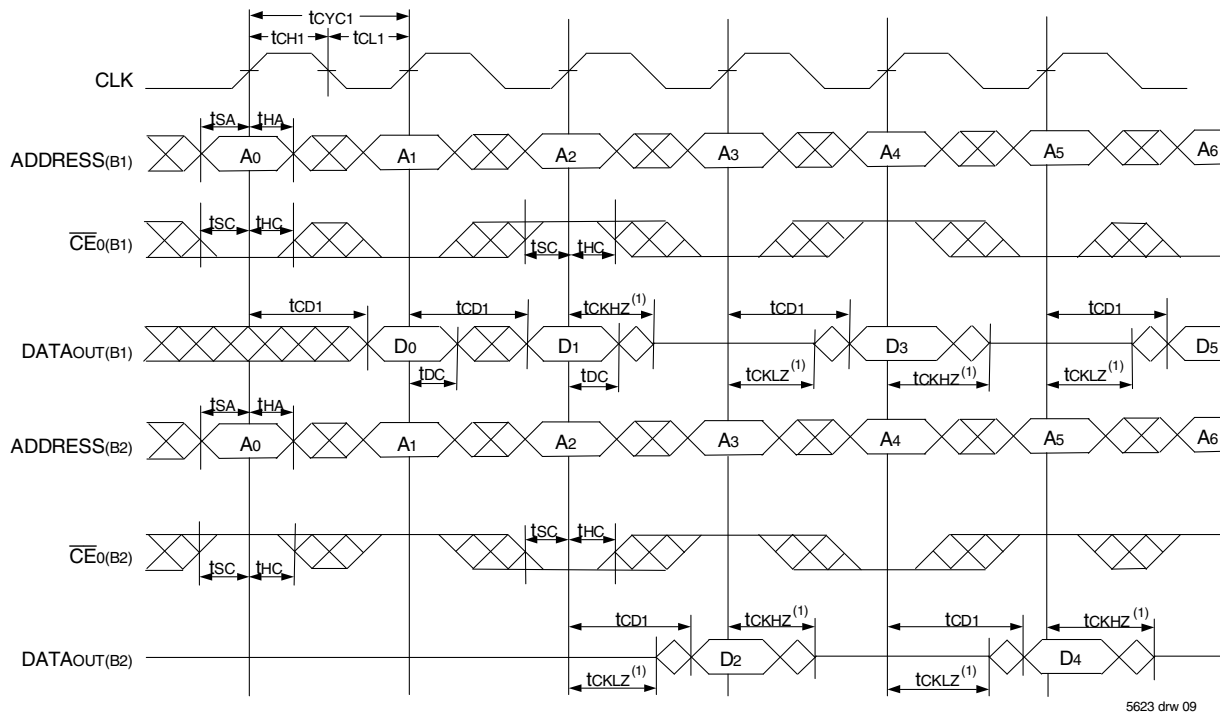 tCYC1
tCH1 tCL1
CLK
tSA tHA
ADDRESS(B1) A0 A1 A2 A3 A4 A5 A6
tSC tHC
CE0(B1)
tSC tHC
tCD1 tCD1 tCKHZ(1) tCD1 tCD1
DATAOUT(B1) D0 D1 D3 D5
tDC tDC tCKLZ(1) tCKHZ(1) tCKLZ(1)
tSA tHA
ADDRESS(B2) A0 A1 A2 A3 A4 A5 A6
tSC tHC
CE0(B2)
tSC tHC
tCD1 tCKHZ(1) tCD1 tCKHZ(1)
DATAOUT(B2) D2 D4
tCKLZ(1) tCKLZ(1)
5623 drw 09